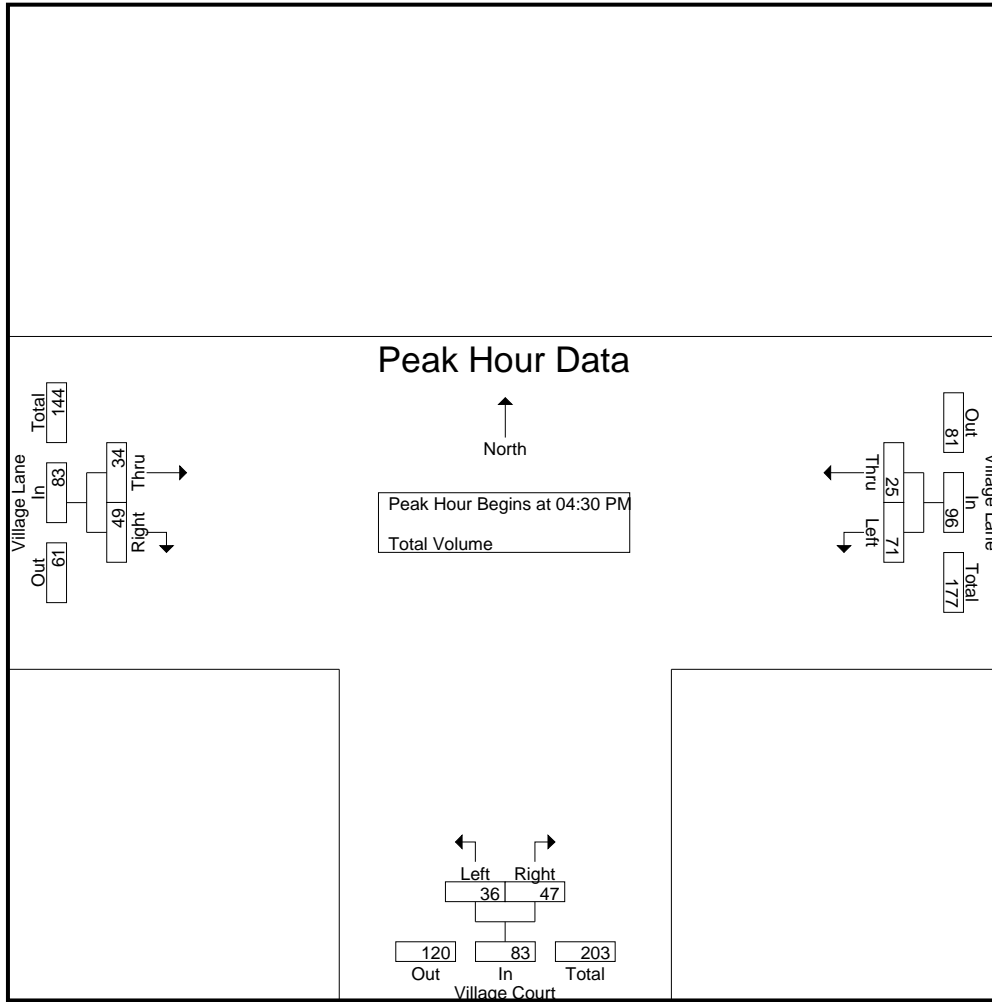 Peak Hour Data
North
Peak Hour Begins at 04:30 PM
Total Volume
Village Lane
Out In Total
61 83 144
49 34
Right Thru
Village Lane
Out In Total
81 96 177
25 71
Thru Left
Left Right
36 47
120 83 203
Out In Total
Village Court